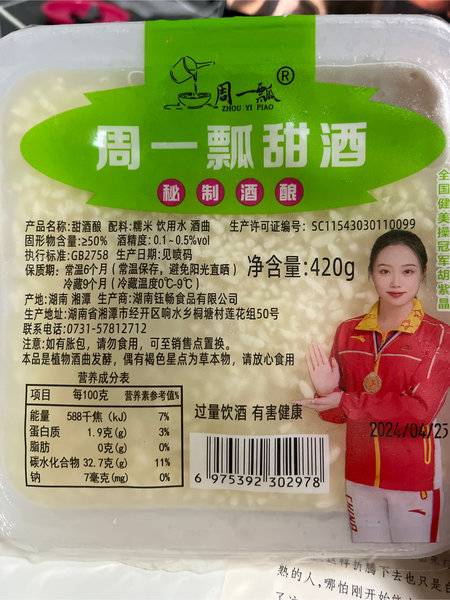 周一瓢®
ZHOU YI PIAO
周一瓢甜酒
秘制酒酿
全国健美操冠军胡紫晶
产品名称:甜酒酿 配料:糯米 饮用水 酒曲 生产许可证编号: SC11543030110099
固形物含量:≥50% 酒精度:0.1~0.5%vol
执行标准:GB2758 生产日期:见喷码
保质期: 常温6个月 (常温保存,避免阳光直晒)
冷藏9个月 (冷藏温度0℃-9℃)
净含量:420g
产地:湖南 湘潭 生产商:湖南钰畅食品有限公司
生产地址:湖南省湘潭市经开区响水乡桐塘村莲花组50号
联系电话:0731-57812712
注意:如有胀包,请勿食用,可至销售点置换。
本品是植物酒曲发酵,偶有褐色星点为草本物,请放心食用
营养成分表
项目 每100克 营养素参考值%
能量 588千焦 (kJ) 7%
蛋白质 1.9克(g) 3%
脂肪 0克(g) 0%
碳水化合物 32.7克(g) 11%
钠 7毫克(mg) 0%
过量饮酒 有害健康
6 975392 302978
2024/04/25
CHINA
熟的人,哪怕刚开始